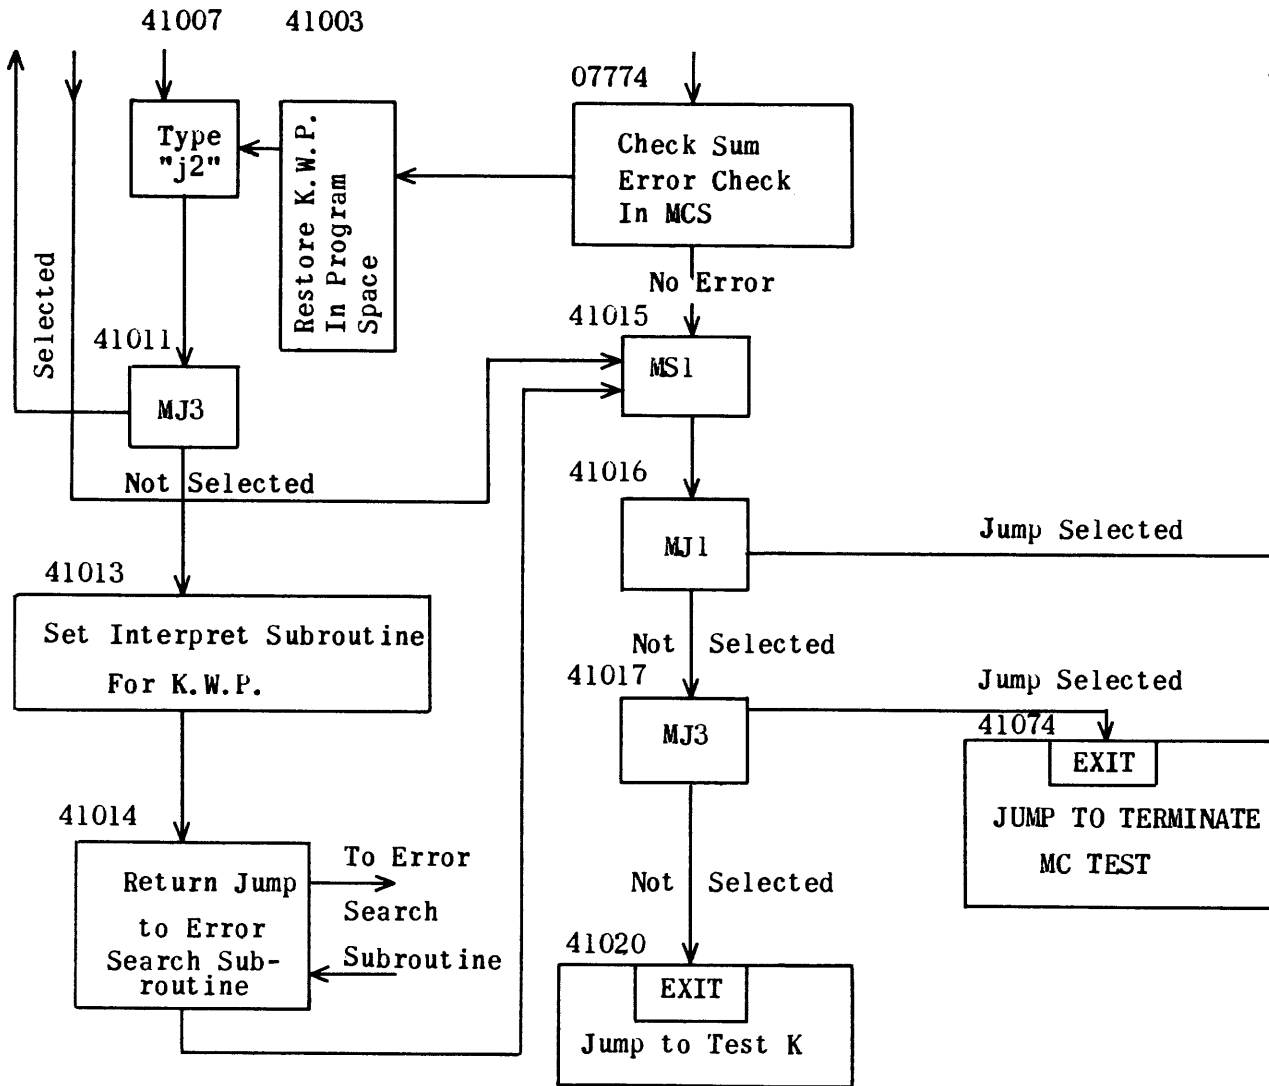 41007
41003
07774
Type
"j2"
Restore K.W.P.
In Program
Space
Check Sum
Error Check
In MCS
Selected
No Error
41015
41011
MS1
MJ3
Not Selected
41016
MJ1
Jump Selected
41013
Set Interpret Subroutine
For K.W.P.
Not Selected
41017
Jump Selected
MJ3
41074
EXIT
JUMP TO TERMINATE
MC TEST
41014
Return Jump
to Error
Search Sub-
routine
To Error
Search
Subroutine
Not Selected
41020
EXIT
Jump to Test K